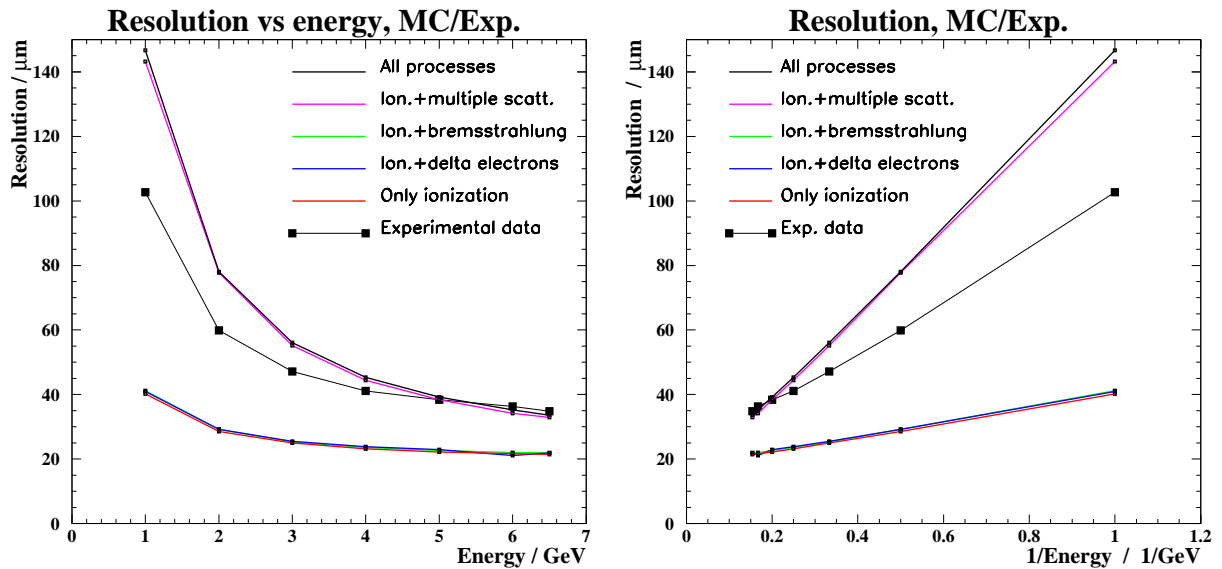 Resolution vs energy, MC/Exp.
Resolution / μm
140
120
100
80
60
40
20
0
All processes
Ion.+multiple scatt.
Ion.+bremsstrahlung
Ion.+delta electrons
Only ionization
Experimental data
0 1 2 3 4 5 6 7
Energy / GeV
Resolution, MC/Exp.
Resolution / μm
140
120
100
80
60
40
20
0
All processes
Ion.+multiple scatt.
Ion.+bremsstrahlung
Ion.+delta electrons
Only ionization
Exp. data
0 0.2 0.4 0.6 0.8 1 1.2
1/Energy / 1/GeV